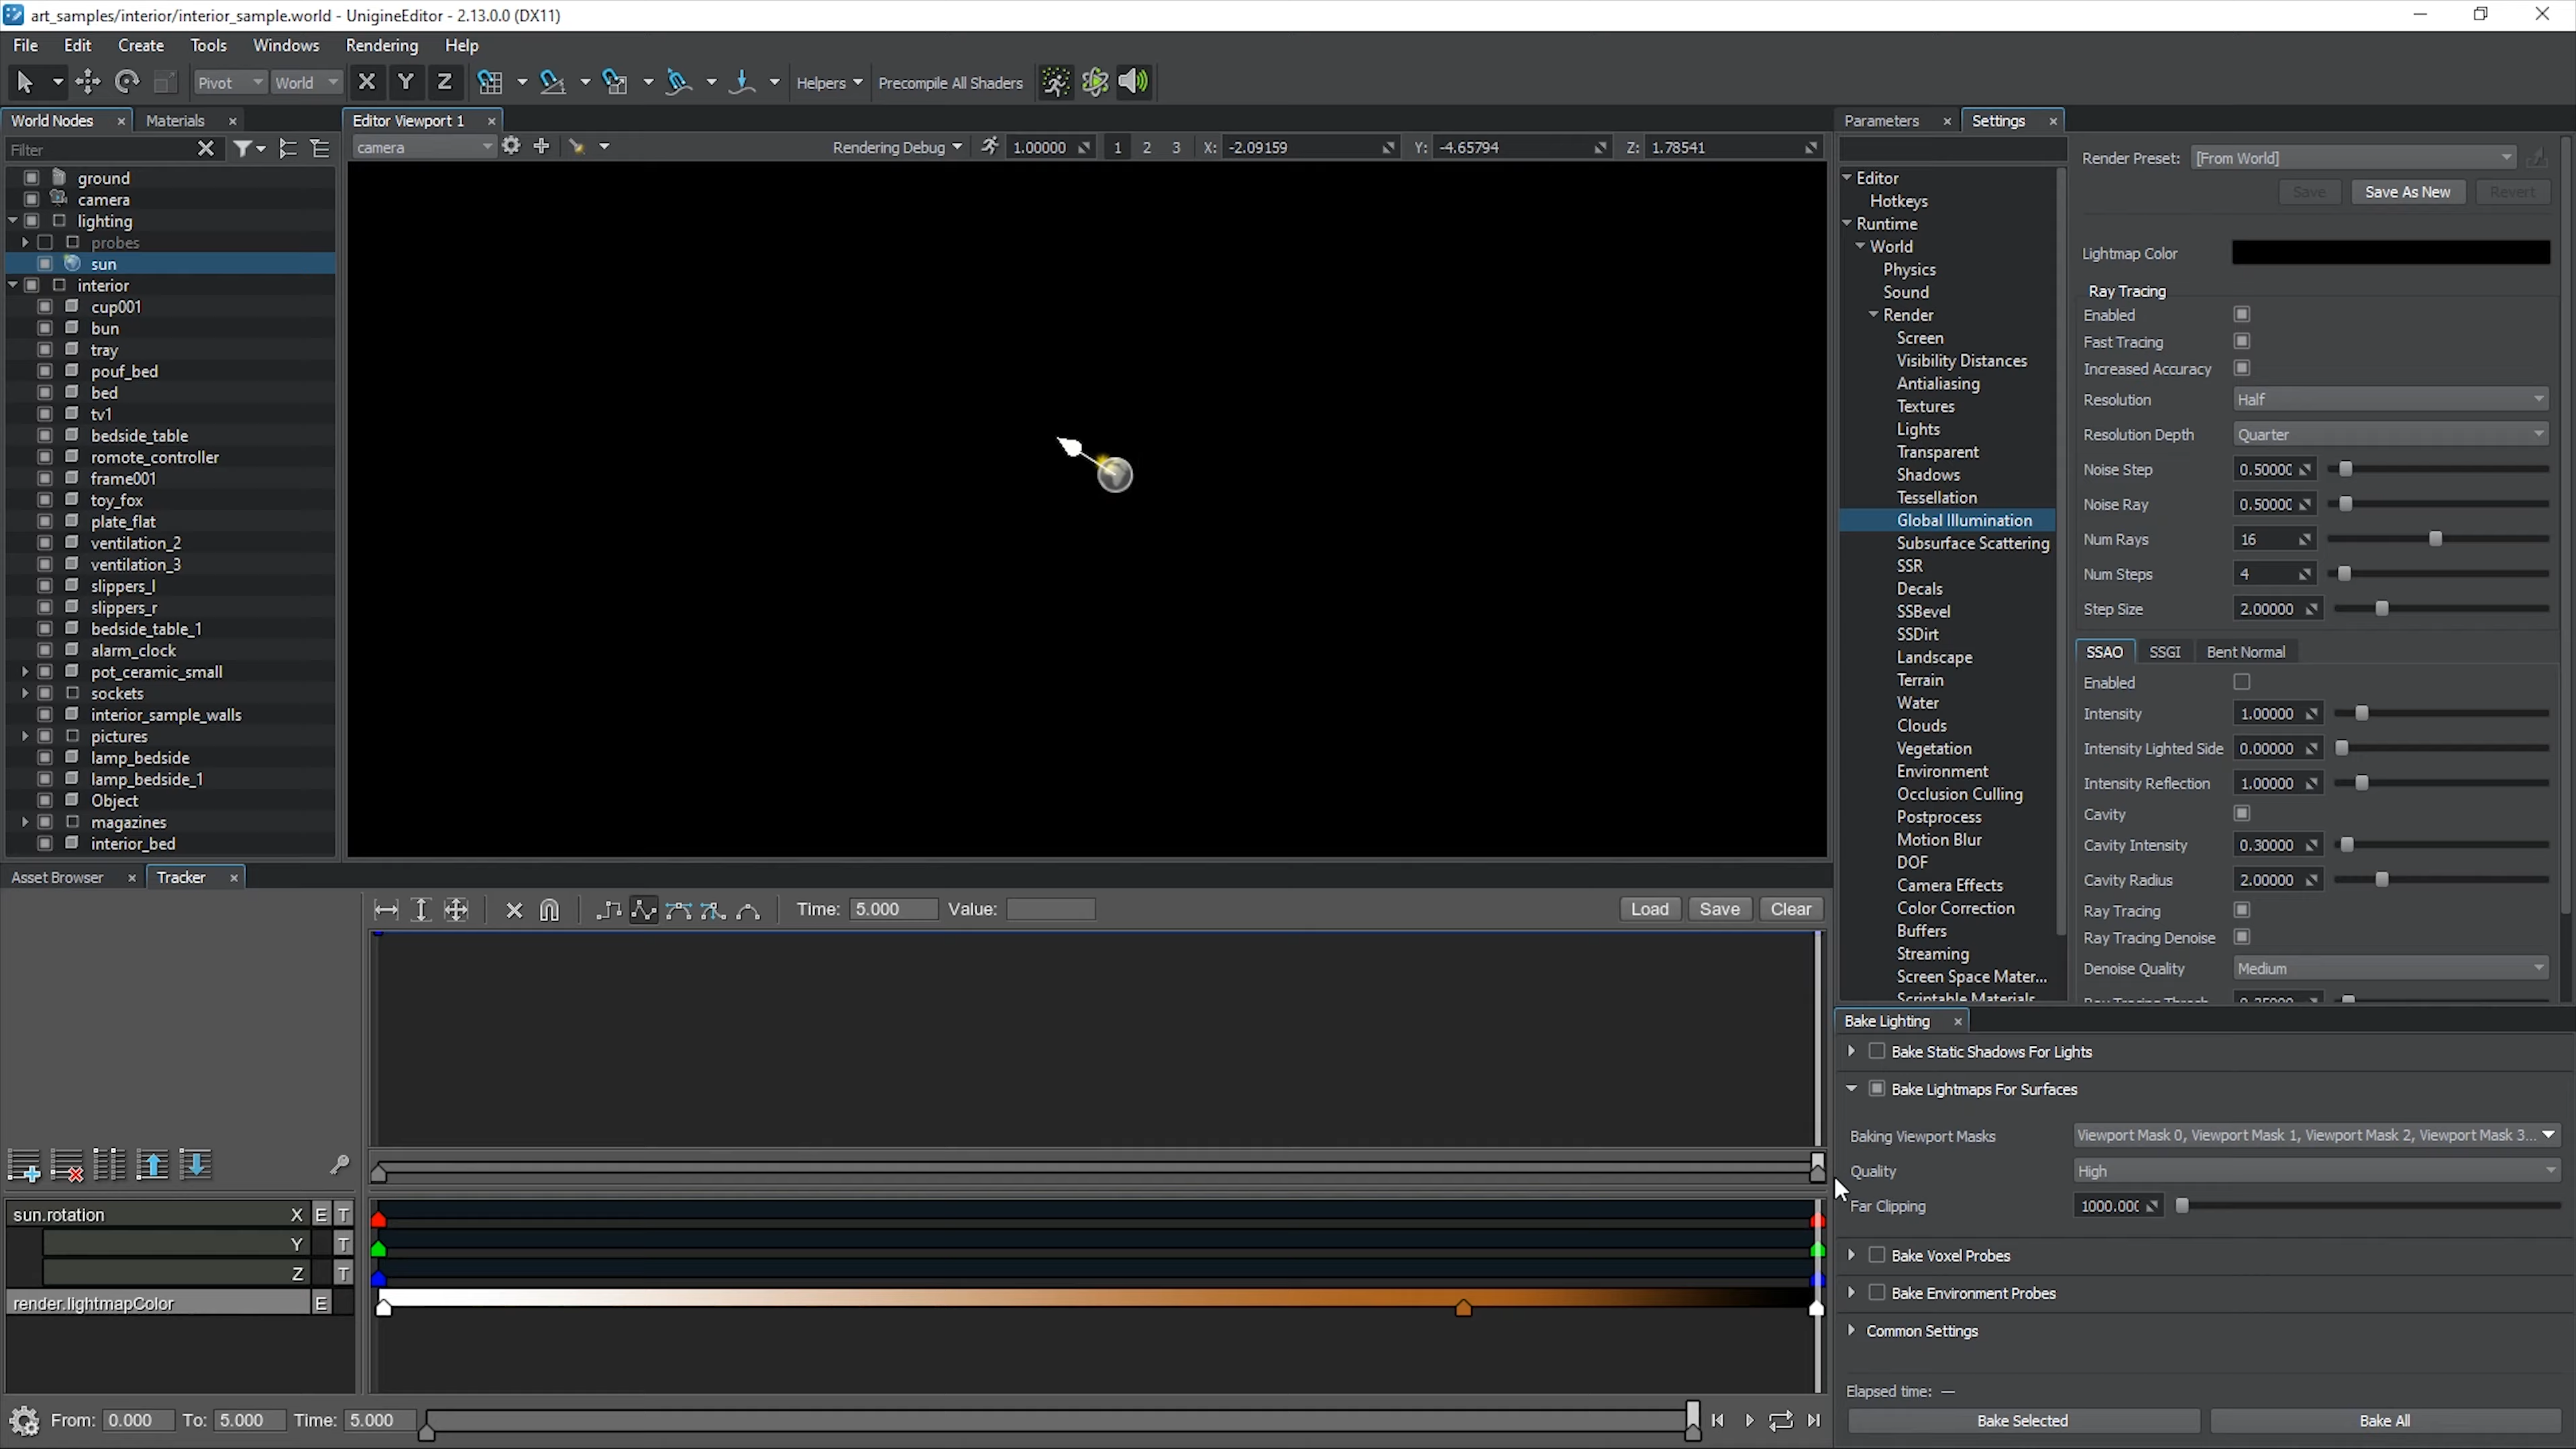 art_samples/interior/interior_sample.world - UnigineEditor - 2.13.0.0 (DX11)
File Edit Create Tools Windows Rendering Help
Pivot World X Y Z Helpers Precompile All Shaders
World Nodes Materials
Filter
ground
camera
lighting
probes
sun
interior
cup001
bun
tray
pouf_bed
bed
tv1
bedside_table
romote_controller
frame001
toy_fox
plate_flat
ventilation_2
ventilation_3
slippers_l
slippers_r
bedside_table_1
alarm_clock
pot_ceramic_small
sockets
interior_sample_walls
pictures
lamp_bedside
lamp_bedside_1
Object
magazines
interior_bed
Editor Viewport 1
camera Rendering Debug 1.00000 1 2 3 X: -2.09159 Y: -4.65794 Z: 1.78541
Parameters Settings
Editor
Hotkeys
Runtime
World
Physics
Sound
Render
Screen
Visibility Distances
Antialiasing
Textures
Lights
Transparent
Shadows
Tessellation
Global Illumination
Subsurface Scattering
SSR
Decals
SSBevel
SSDirt
Landscape
Terrain
Water
Clouds
Vegetation
Environment
Occlusion Culling
Postprocess
Motion Blur
DOF
Camera Effects
Color Correction
Buffers
Streaming
Screen Space Mater...
Scriptable Materials
Render Preset: [From World]
Save Save As New Revert
Lightmap Color
Ray Tracing
Enabled
Fast Tracing
Increased Accuracy
Resolution Half
Resolution Depth Quarter
Noise Step 0.5000
Noise Ray 0.5000
Num Rays 16
Num Steps 4
Step Size 2.00000
SSAO SSGI Bent Normal
Enabled
Intensity 1.00000
Intensity Lighted Side 0.00000
Intensity Reflection 1.00000
Cavity
Cavity Intensity 0.30000
Cavity Radius 2.00000
Ray Tracing
Ray Tracing Denoise
Denoise Quality Medium
Asset Browser Tracker
Time: 5.000 Value: Load Save Clear
sun.rotation X E T
Y T
Z T
render.lightmapColor E
From: 0.000 To: 5.000 Time: 5.000
Bake Lighting
Bake Static Shadows For Lights
Bake Lightmaps For Surfaces
Baking Viewport Masks Viewport Mask 0, Viewport Mask 1, Viewport Mask 2, Viewport Mask 3...
Quality High
Far Clipping 1000.00
Bake Voxel Probes
Bake Environment Probes
Common Settings
Elapsed time: —
Bake Selected Bake All